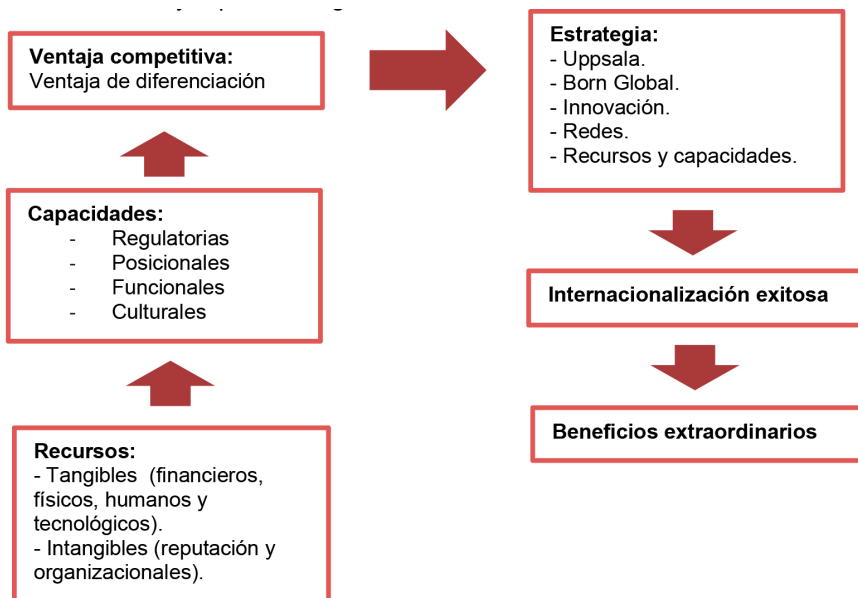 Ventaja competitiva:
Ventaja de diferenciación
Capacidades:
- Regulatorias
- Posicionales
- Funcionales
- Culturales
Recursos:
- Tangibles (financieros,
físicos, humanos y
tecnológicos).
- Intangibles (reputación y
organizacionales).
Estrategia:
- Uppsala.
- Born Global.
- Innovación.
- Redes.
- Recursos y capacidades.
Internacionalización exitosa
Beneficios extraordinarios